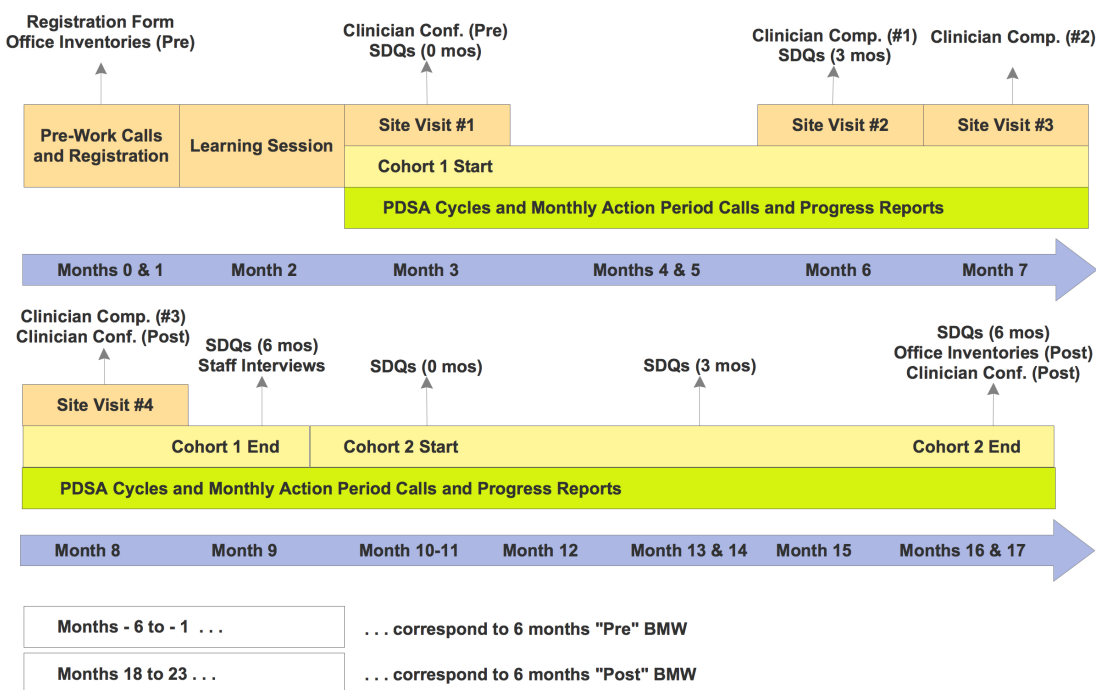 Registration Form
Office Inventories (Pre)
Clinician Conf. (Pre)
SDQs (0 mos)
Clinician Comp. (#1)
SDQs (3 mos)
Clinician Comp. (#2)
Pre-Work Calls
and Registration
Learning Session
Site Visit #1
Site Visit #2
Site Visit #3
Cohort 1 Start
PDSA Cycles and Monthly Action Period Calls and Progress Reports
Months 0 & 1
Month 2
Month 3
Months 4 & 5
Month 6
Month 7
Clinician Comp. (#3)
Clinician Conf. (Post)
SDQs (6 mos)
Staff Interviews
SDQs (0 mos)
SDQs (3 mos)
SDQs (6 mos)
Office Inventories (Post)
Clinician Conf. (Post)
Site Visit #4
Cohort 1 End
Cohort 2 Start
Cohort 2 End
PDSA Cycles and Monthly Action Period Calls and Progress Reports
Month 8
Month 9
Month 10-11
Month 12
Month 13 & 14
Month 15
Months 16 & 17
Months - 6 to - 1 . . .
. . . correspond to 6 months "Pre" BMW
Months 18 to 23 . . .
. . . correspond to 6 months "Post" BMW